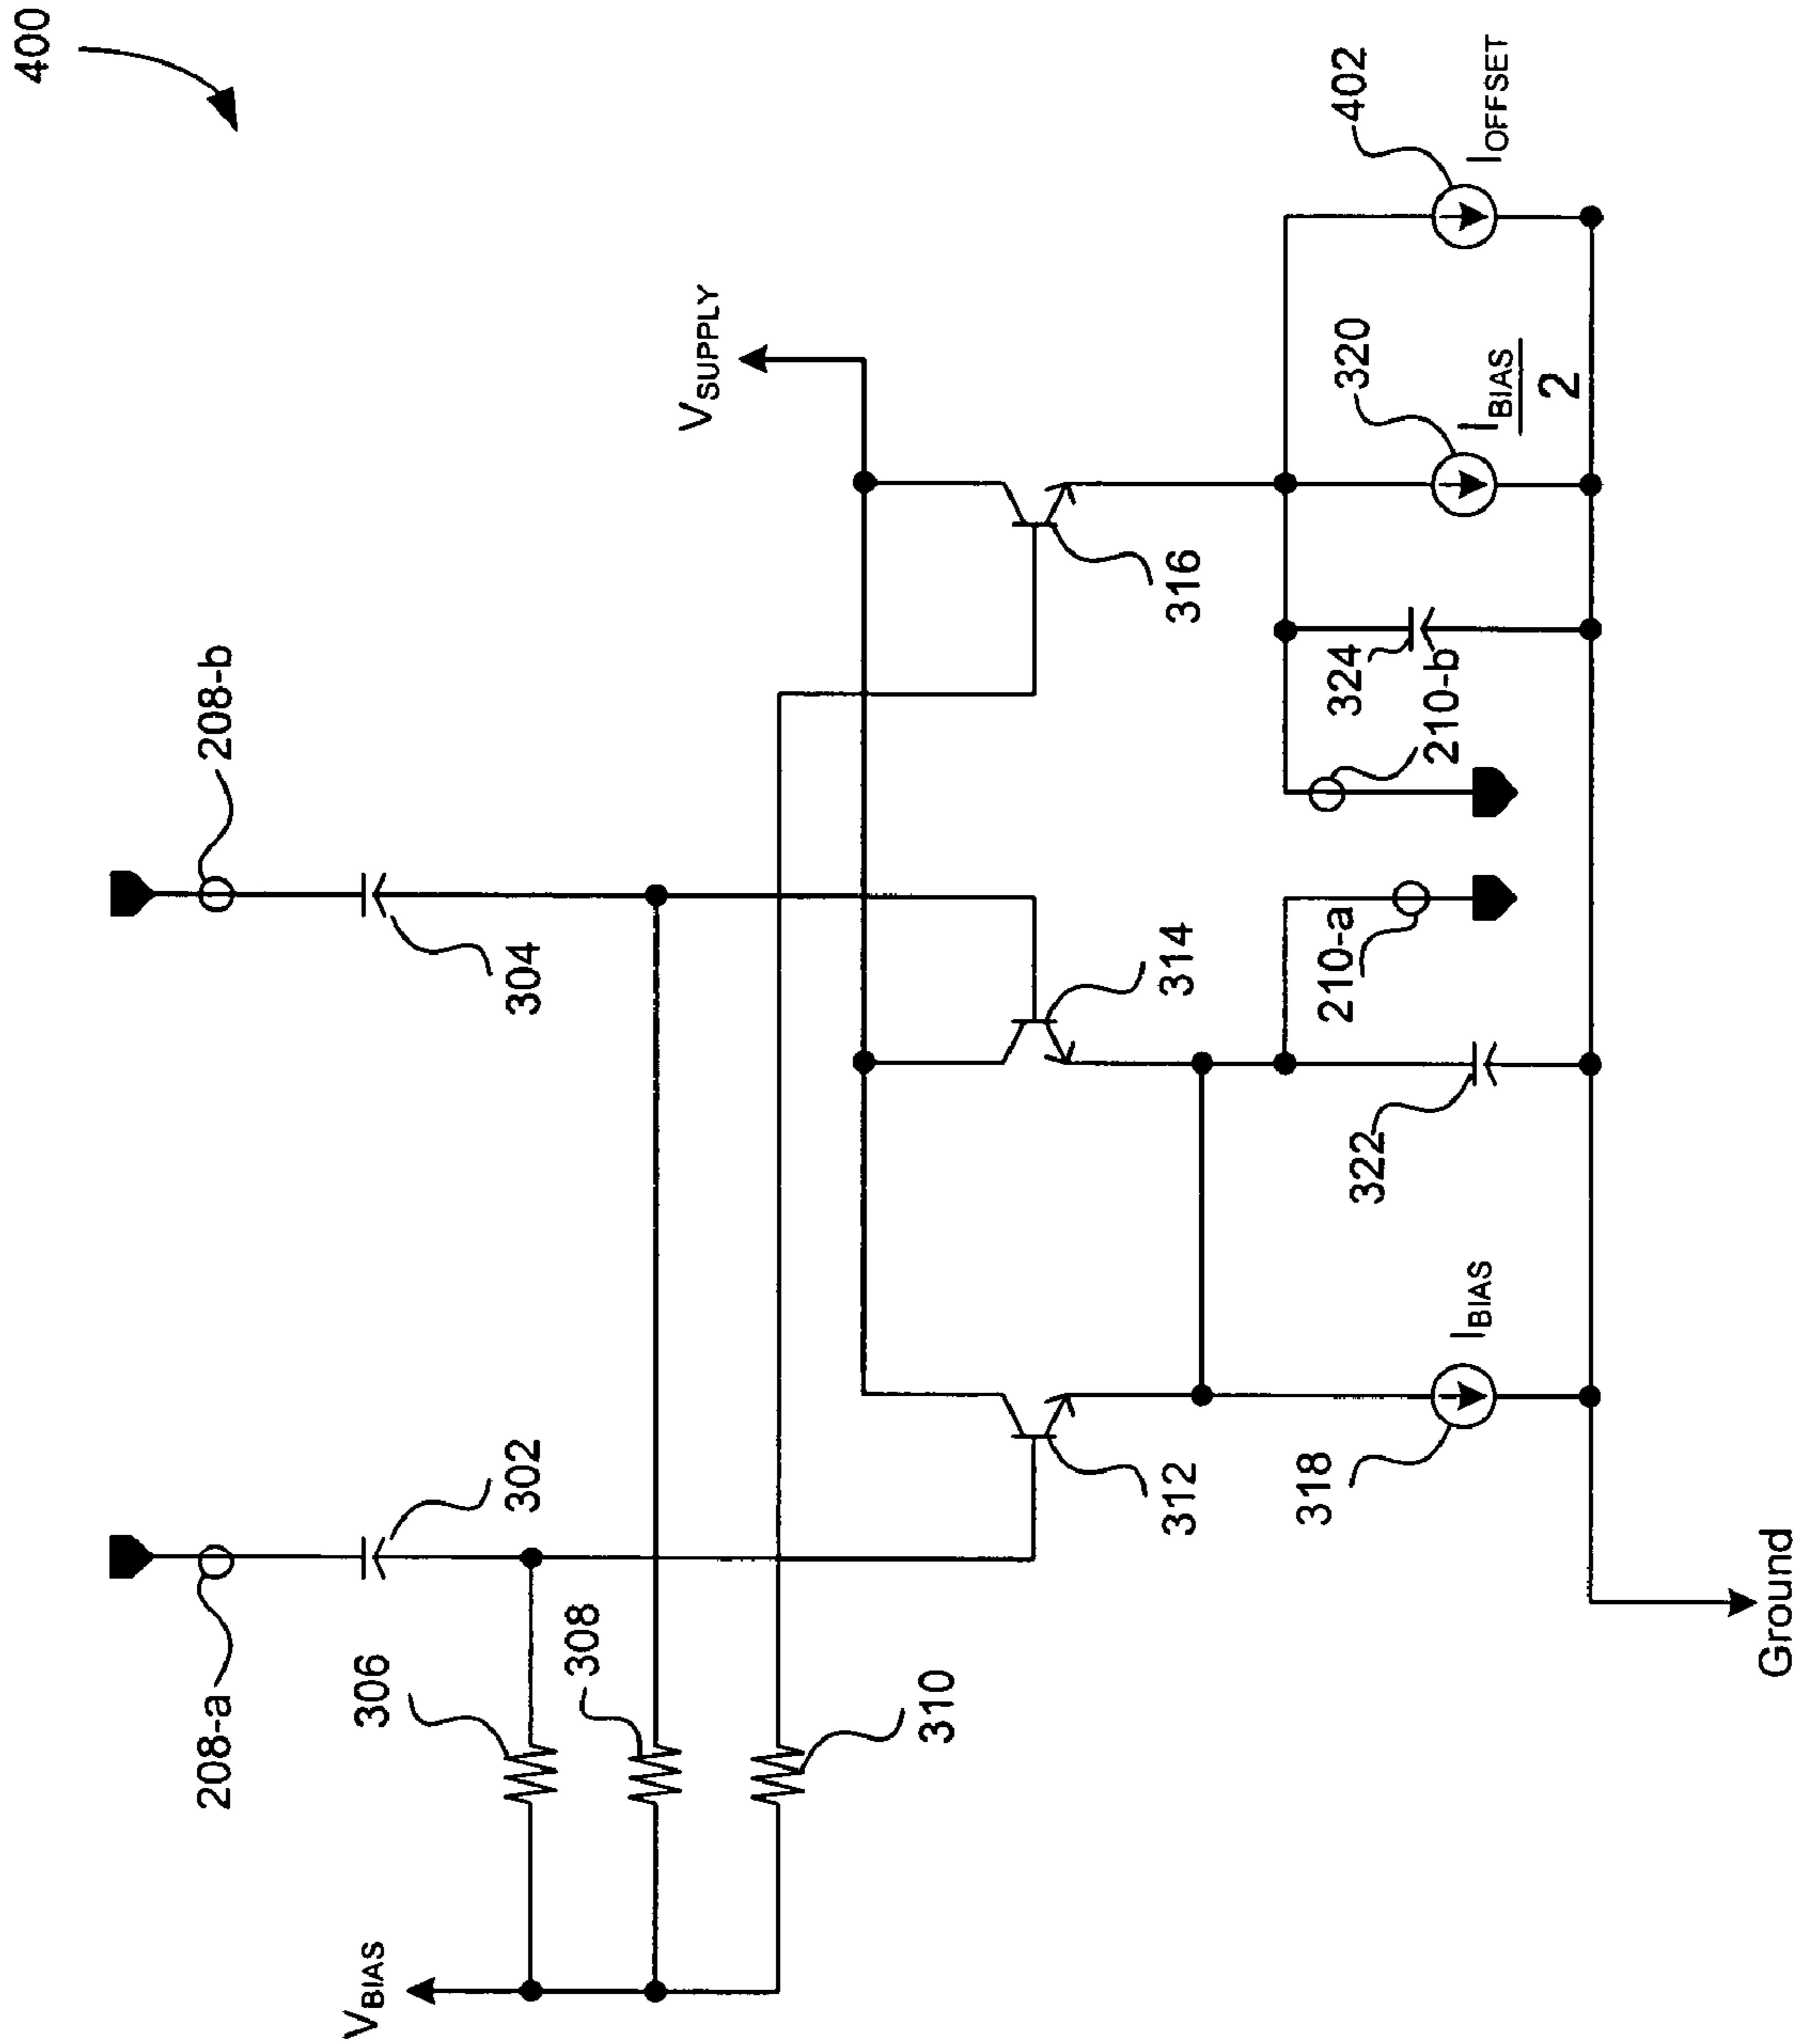 400
208-a
208-b
302
304
VBIAS
306
308
310
VSUPPLY
312
314
316
318
IBIAS
322
210-a
324
210-b
320
IBIAS
2
402
IOFFSET
Ground